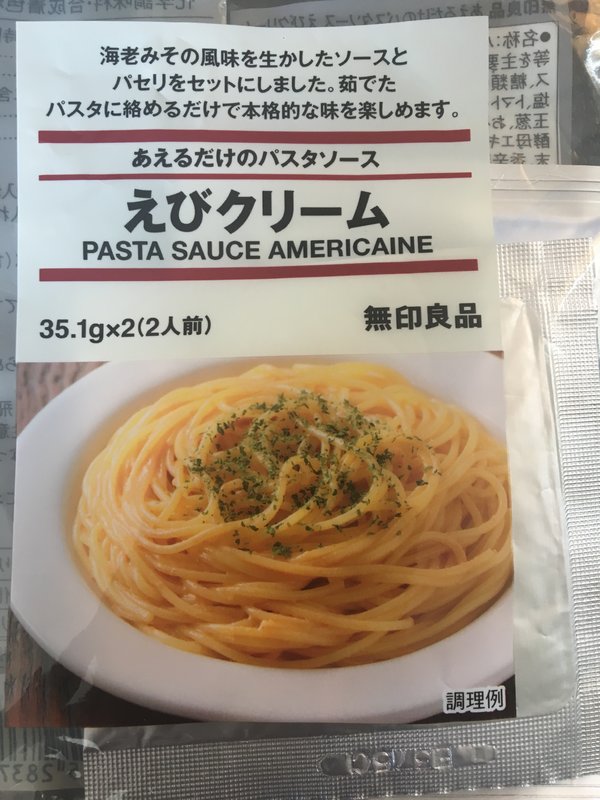 海老みその風味を生かしたソースと
パセリをセットにしました。茹でた
パスタに絡めるだけで本格的な味を楽しめます。
あえるだけのパスタソース
えびクリーム
PASTA SAUCE AMERICAINE
35.1g×2(2人前)
無印良品
調理例